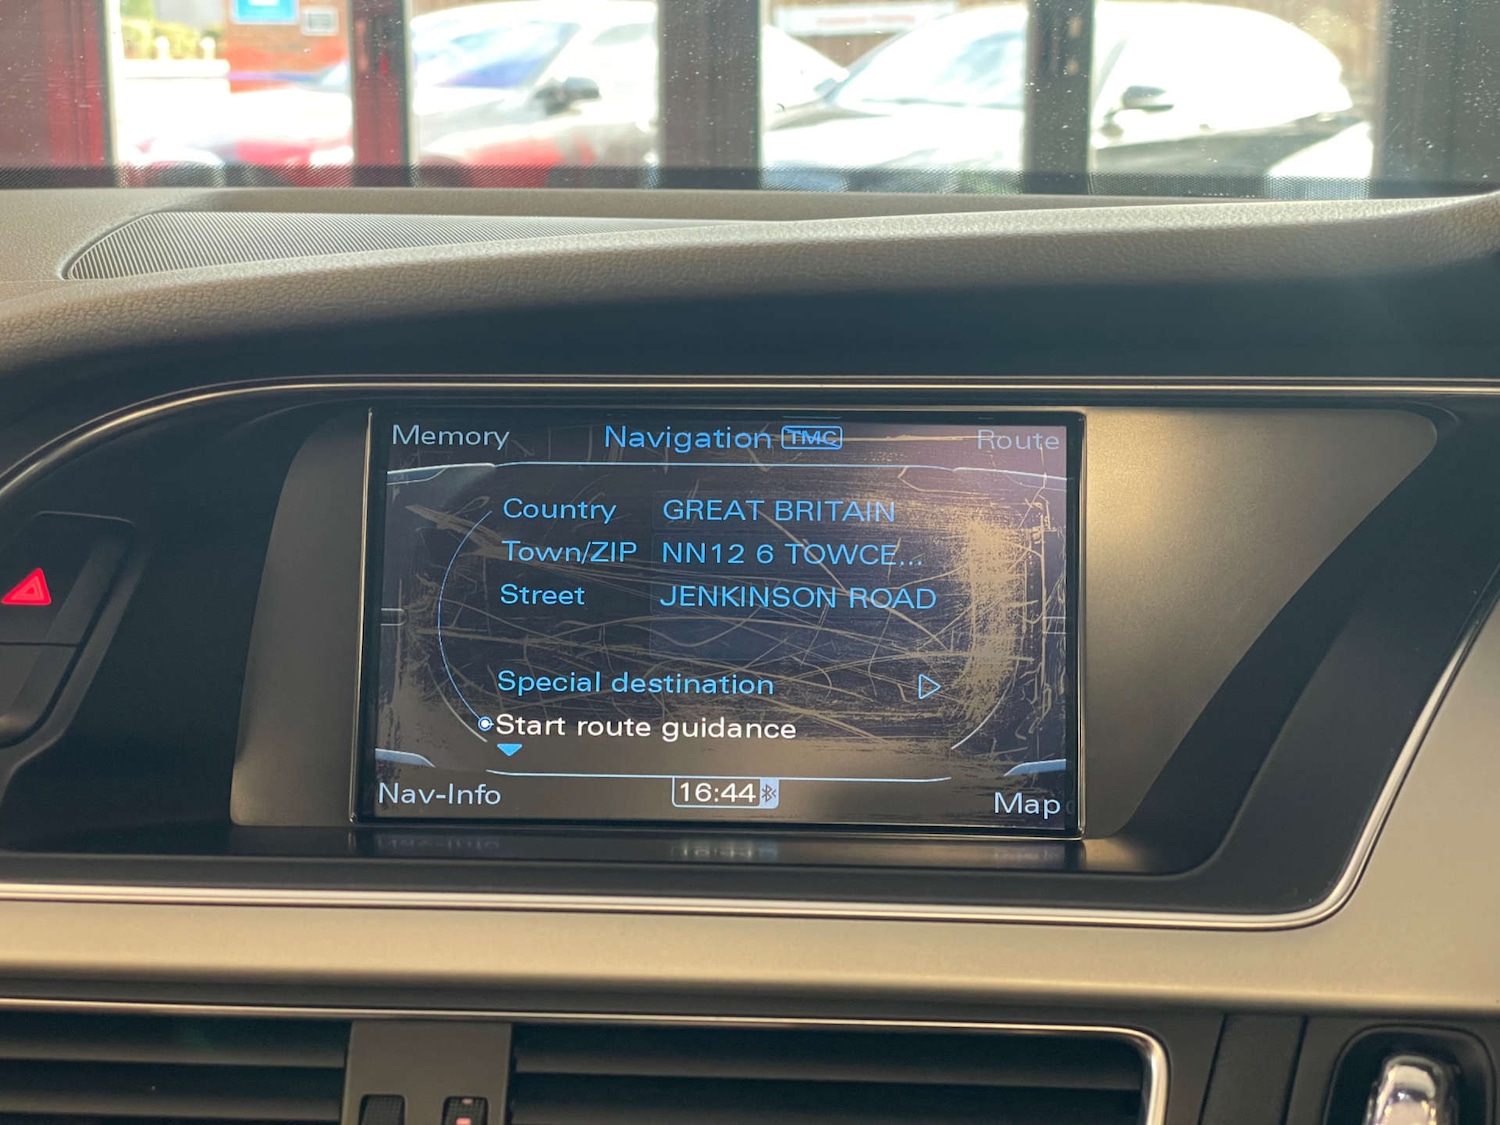 Memory Navigation TMC Route
Country GREAT BRITAIN
Town/ZIP NN12 6 TOWCE...
Street JENKINSON ROAD
Special destination
Start route guidance
Nav-Info 16:44 Map